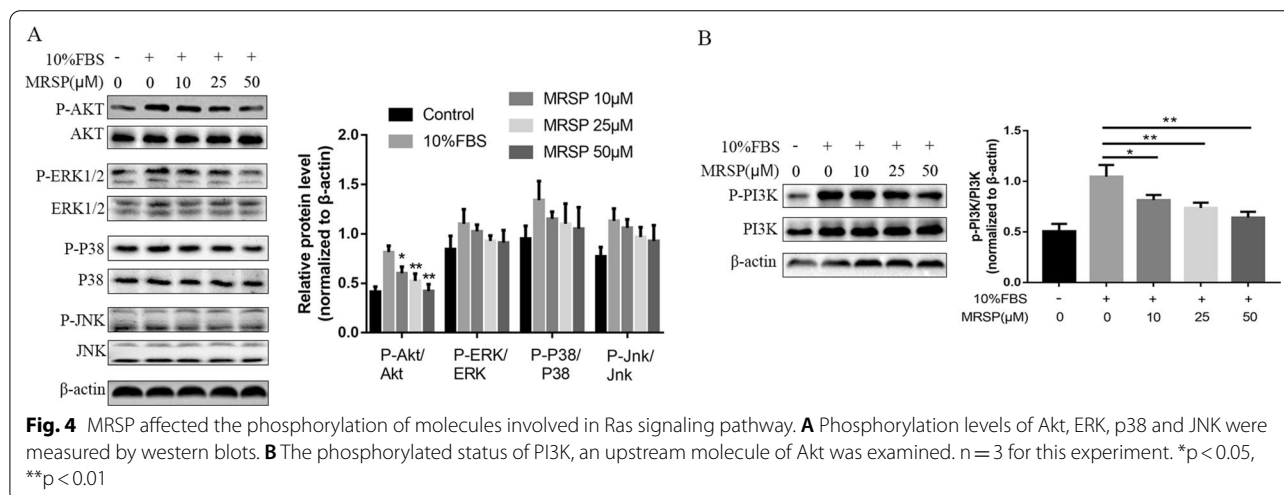 A
10%FBS - + + + +
MRSP(μM) 0 0 10 25 50
P-AKT
AKT
P-ERK1/2
ERK1/2
P-P38
P38
P-JNK
JNK
β-actin
Control
10%FBS
MRSP 10μM
MRSP 25μM
MRSP 50μM
Relative protein level
(normalized to β-actin)
2.0
1.5
1.0
0.5
0.0
* ** **
P-Akt/
Akt
P-ERK/
ERK
P-P38/
P38
P-Jnk/
Jnk
B
10%FBS - + + + +
MRSP(μM) 0 0 10 25 50
P-PI3K
PI3K
β-actin
p-PI3K/PI3K
(normalized to β-actin)
1.5
1.0
0.5
0.0
**
**
*
10%FBS - + + + +
MRSP(μM) 0 0 10 25 50
Fig. 4 MRSP affected the phosphorylation of molecules involved in Ras signaling pathway. A Phosphorylation levels of Akt, ERK, p38 and JNK were
measured by western blots. B The phosphorylated status of PI3K, an upstream molecule of Akt was examined. n = 3 for this experiment. *p < 0.05,
**p < 0.01